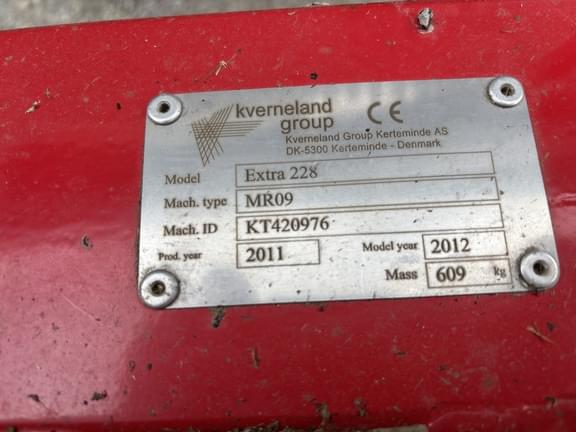 kverneland
group
CE
Kverneland Group Kerteminde AS
DK-5300 Kerteminde - Denmark
Model Extra 228
Mach. type MR09
Mach. ID KT420976
Prod. year 2011 Model year 2012
Mass 609 kg